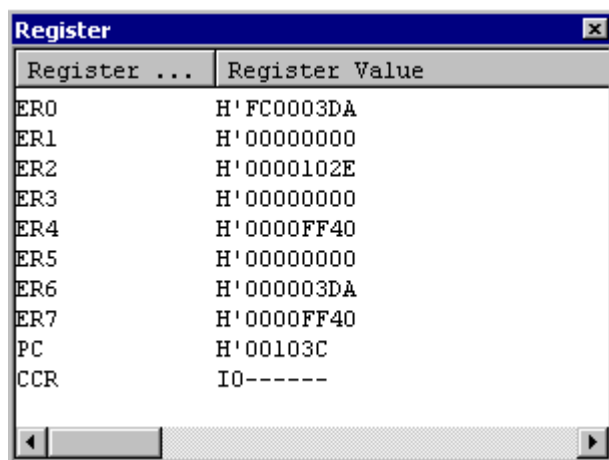 Register
Register ... Register Value
ER0 H'FC0003DA
ER1 H'00000000
ER2 H'0000102E
ER3 H'00000000
ER4 H'0000FF40
ER5 H'00000000
ER6 H'000003DA
ER7 H'0000FF40
PC H'00103C
CCR I0------